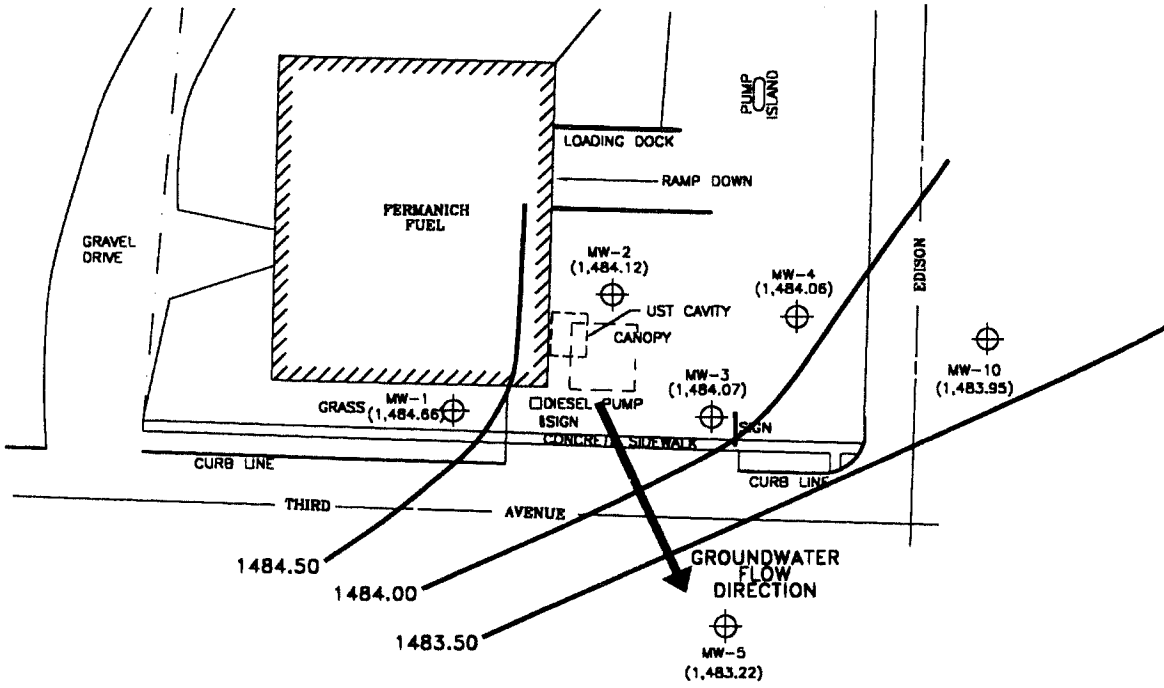 PUMP
ISLAND
LOADING DOCK
RAMP DOWN
PERMANICH
FUEL
GRAVEL
DRIVE
MW-2
(1,484.12)
MW-4
(1,484.06)
EDISON
UST CAVITY
CANOPY
MW-10
(1,483.95)
MW-3
(1,484.07)
GRASS
MW-1
(1,484.66)
DIESEL PUMP
SIGN
SIGN
CONCRETE SIDEWALK
CURB LINE
CURB LINE
THIRD AVENUE
1484.50
1484.00
1483.50
GROUNDWATER
FLOW
DIRECTION
MW-5
(1,483.22)